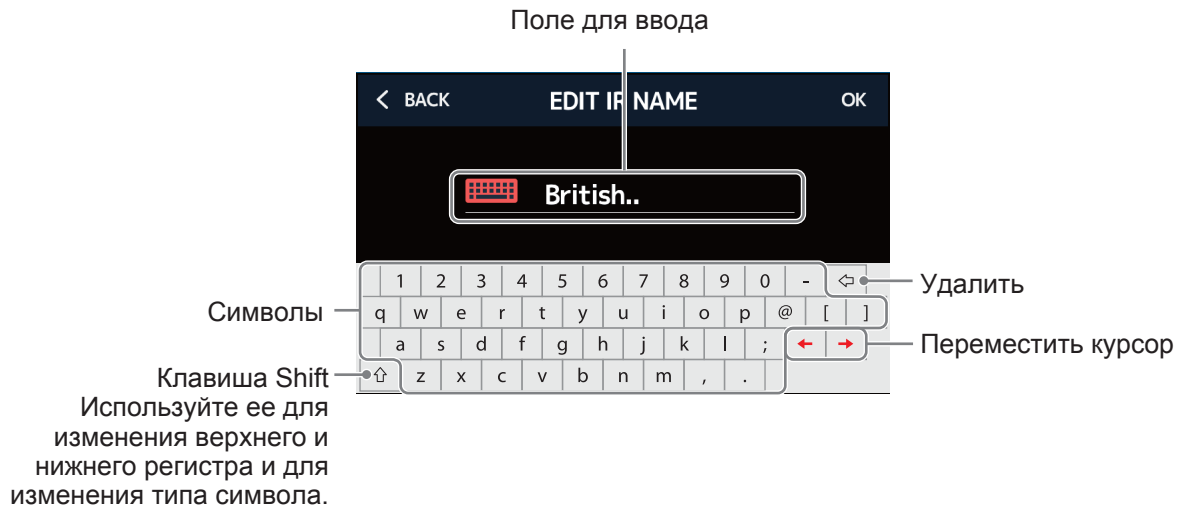 Поле для ввода
BACK EDIT IR NAME OK
British..
1 2 3 4 5 6 7 8 9 0 -
Удалить
q w e r t y u i o p @ [ ]
Символы
a s d f g h j k l ;
Переместить курсор
z x c v b n m , .
Клавиша Shift
Используйте ее для
изменения верхнего и
нижнего регистра и для
изменения типа символа.